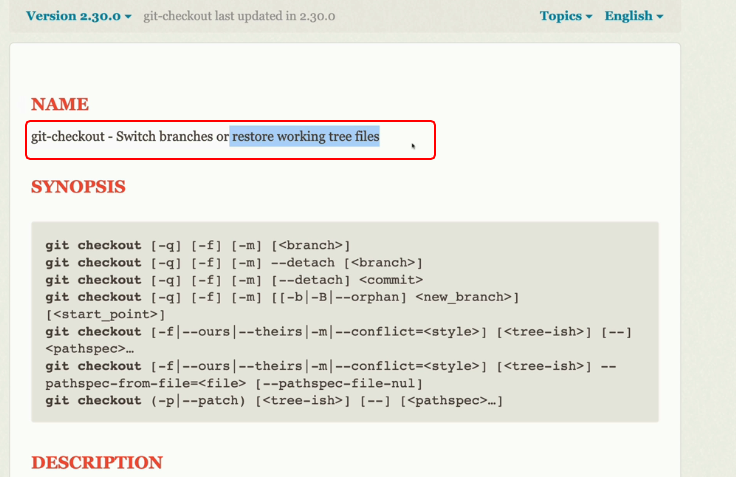 Version 2.30.0 ▾ git-checkout last updated in 2.30.0 Topics ▾ English ▾
NAME
git-checkout - Switch branches or restore working tree files
SYNOPSIS
git checkout [-q] [-f] [-m] [<branch>]
git checkout [-q] [-f] [-m] --detach [<branch>]
git checkout [-q] [-f] [-m] [--detach] <commit>
git checkout [-q] [-f] [-m] [[-b|-B|--orphan] <new_branch>]
[<start_point>]
git checkout [-f|--ours|--theirs|-m|--conflict=<style>] [<tree-ish>] [--]
<pathspec>…
git checkout [-f|--ours|--theirs|-m|--conflict=<style>] [<tree-ish>] --
pathspec-from-file=<file> [--pathspec-file-nul]
git checkout (-p|--patch) [<tree-ish>] [--] [<pathspec>…]
DESCRIPTION